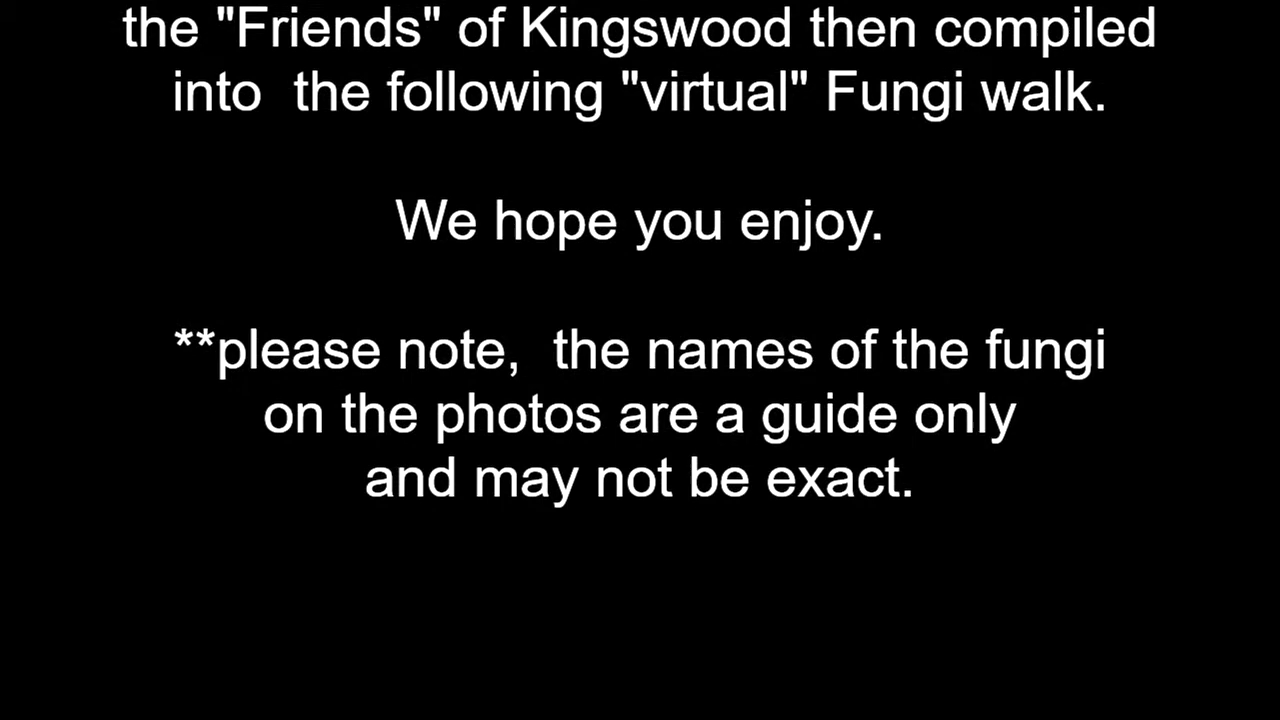 the "Friends" of Kingswood then compiled
into  the following "virtual" Fungi walk.
We hope you enjoy.
**please note,  the names of the fungi
on the photos are a guide only
and may not be exact.